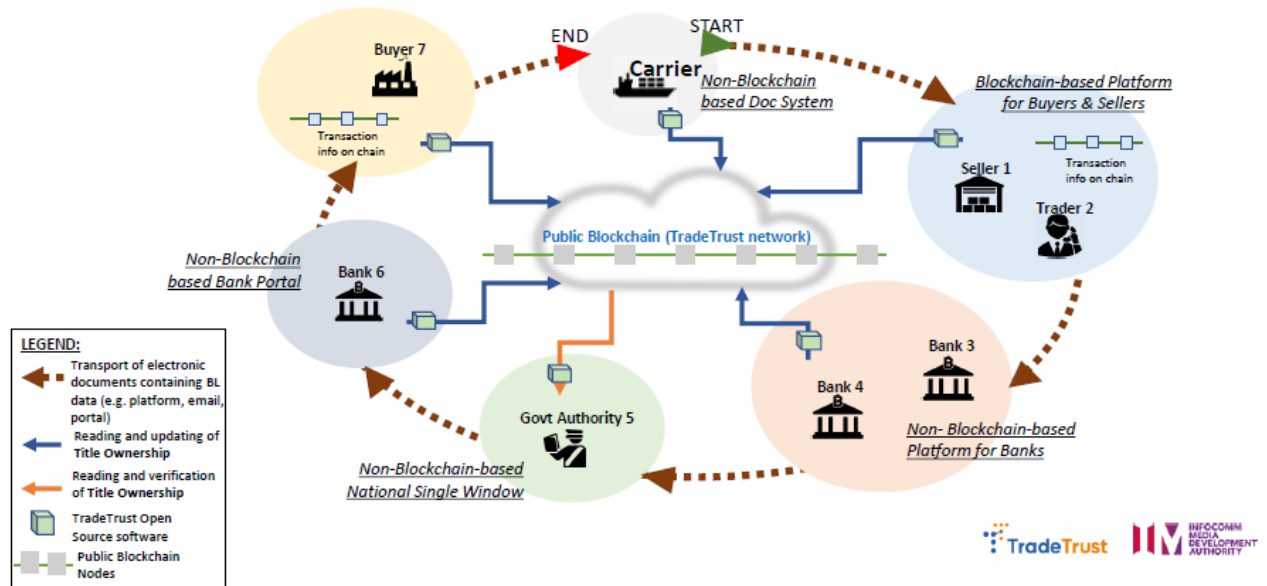 END
START
Buyer 7
Carrier
Non-Blockchain
based Doc System
Blockchain-based Platform
for Buyers & Sellers
Transaction
info on chain
Seller 1
Transaction
info on chain
Trader 2
Public Blockchain (TradeTrust network)
Non-Blockchain
based Bank Portal
Bank 6
Bank 3
Bank 4
Govt Authority 5
Non- Blockchain-based
Platform for Banks
Non-Blockchain-based
National Single Window
LEGEND:
Transport of electronic
documents containing BL
data (e.g. platform, email,
portal)
Reading and updating of
Title Ownership
Reading and verification
of Title Ownership
TradeTrust Open
Source software
Public Blockchain
Nodes
TradeTrust
INFOCOMM
MEDIA
DEVELOPMENT
AUTHORITY